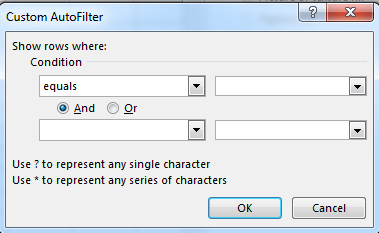 Custom AutoFilter
Show rows where:
Condition
equals
And Or
Use ? to represent any single character
Use * to represent any series of characters
OK Cancel